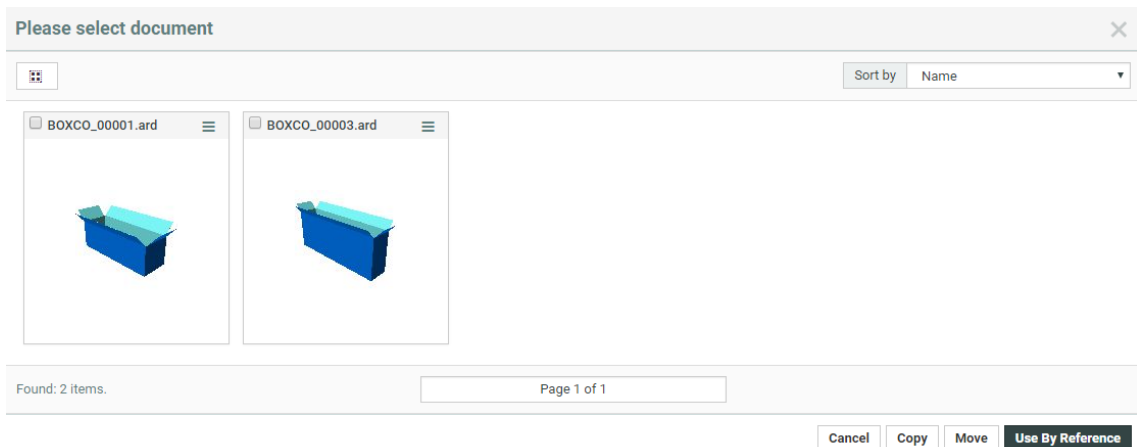 Please select document
Sort by Name
BOXCO_00001.ard
BOXCO_00003.ard
Found: 2 items.
Page 1 of 1
Cancel Copy Move Use By Reference